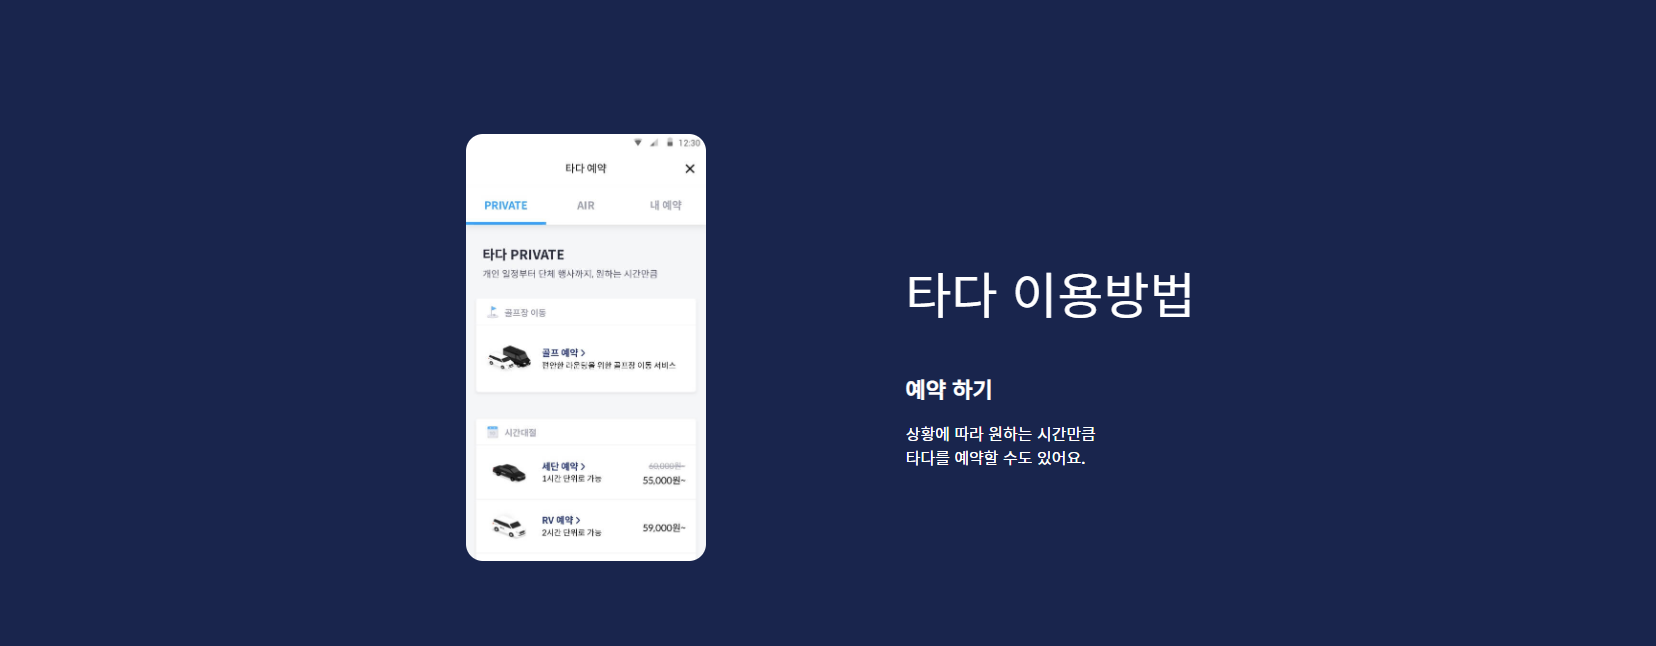 12:30
타다 예약
PRIVATE AIR 내 예약
타다 PRIVATE
개인 일정부터 단체 행사까지, 원하는 시간만큼
골프장 이동
골프 예약 >
편안한 라운딩을 위한 골프장 이동 서비스
시간대절
세단 예약 >
60,000원~
1시간 단위로 가능
55,000원~
RV 예약 >
2시간 단위로 가능
59,000원~
타다 이용방법
예약 하기
상황에 따라 원하는 시간만큼
타다를 예약할 수도 있어요.